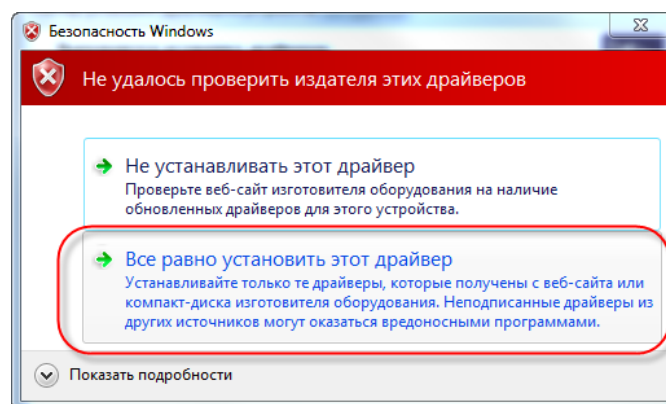 Безопасность Windows
Не удалось проверить издателя этих драйверов
Не устанавливать этот драйвер
Проверьте веб-сайт изготовителя оборудования на наличие
обновленных драйверов для этого устройства.
Все равно установить этот драйвер
Устанавливайте только те драйверы, которые получены с веб-сайта или
компакт-диска изготовителя оборудования. Неподписанные драйверы из
других источников могут оказаться вредоносными программами.
Показать подробности